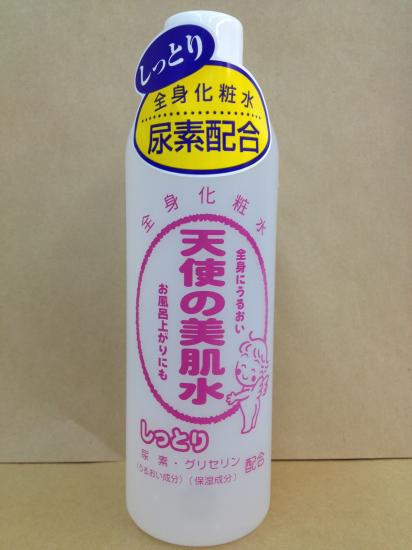 しっとり
全身化粧水
尿素配合
全身化粧水
全身にうるおい
天使の美肌水
お風呂上がりにも
しっとり
尿素・グリセリン配合
(うるおい成分)(保湿成分)